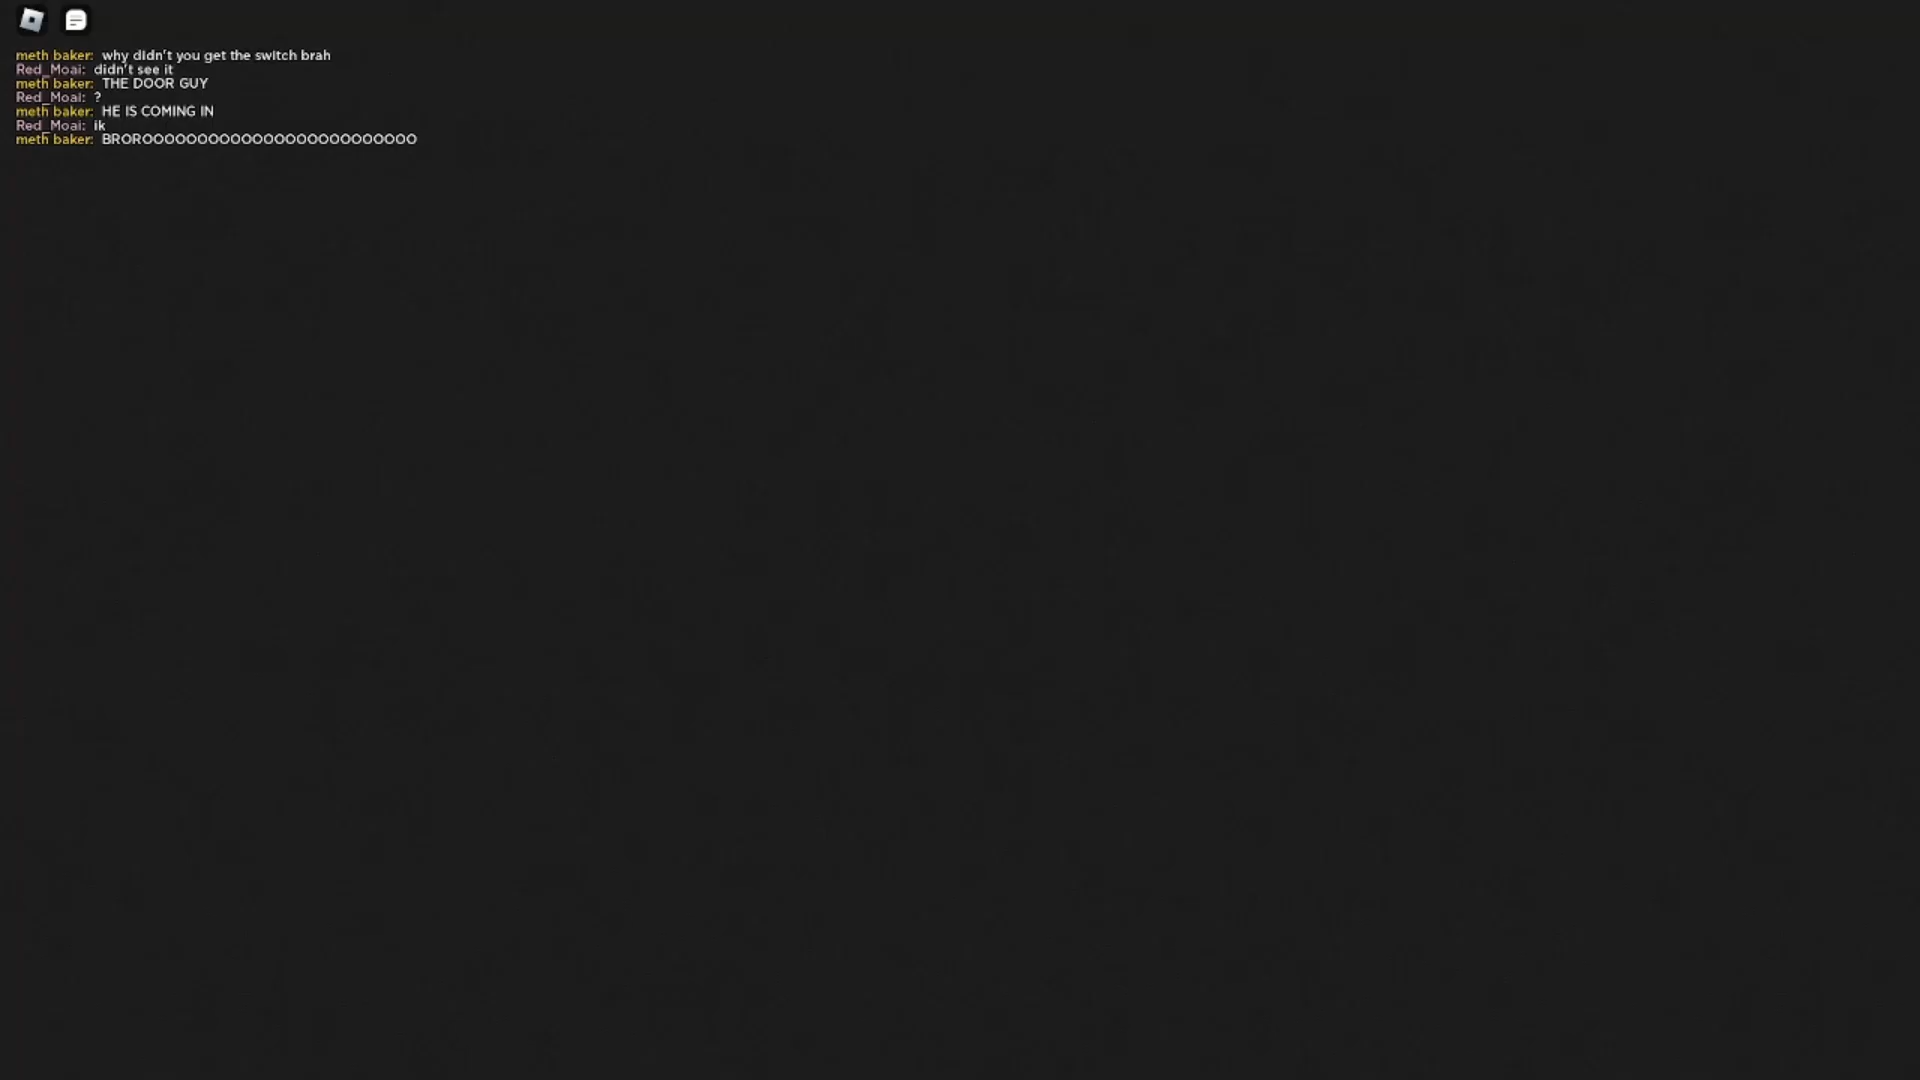 meth baker: why didn't you get the switch brah
Red_Moai: didn't see it
meth baker: THE DOOR GUY
Red_Moai: ?
meth baker: HE IS COMING IN
Red_Moai: ik
meth baker: BROROOOOOOOOOOOOOOOOOOOOOOOOO